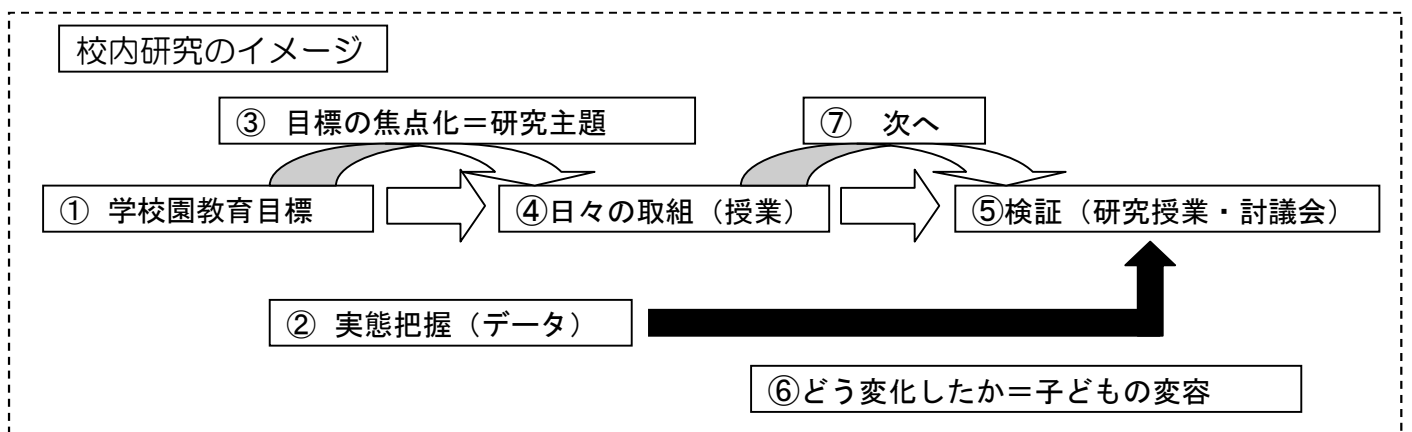 校内研究のイメージ
③ 目標の焦点化＝研究主題
⑦ 次へ
① 学校園教育目標
④日々の取組（授業）
⑤検証（研究授業・討議会）
② 実態把握（データ）
⑥どう変化したか＝子どもの変容